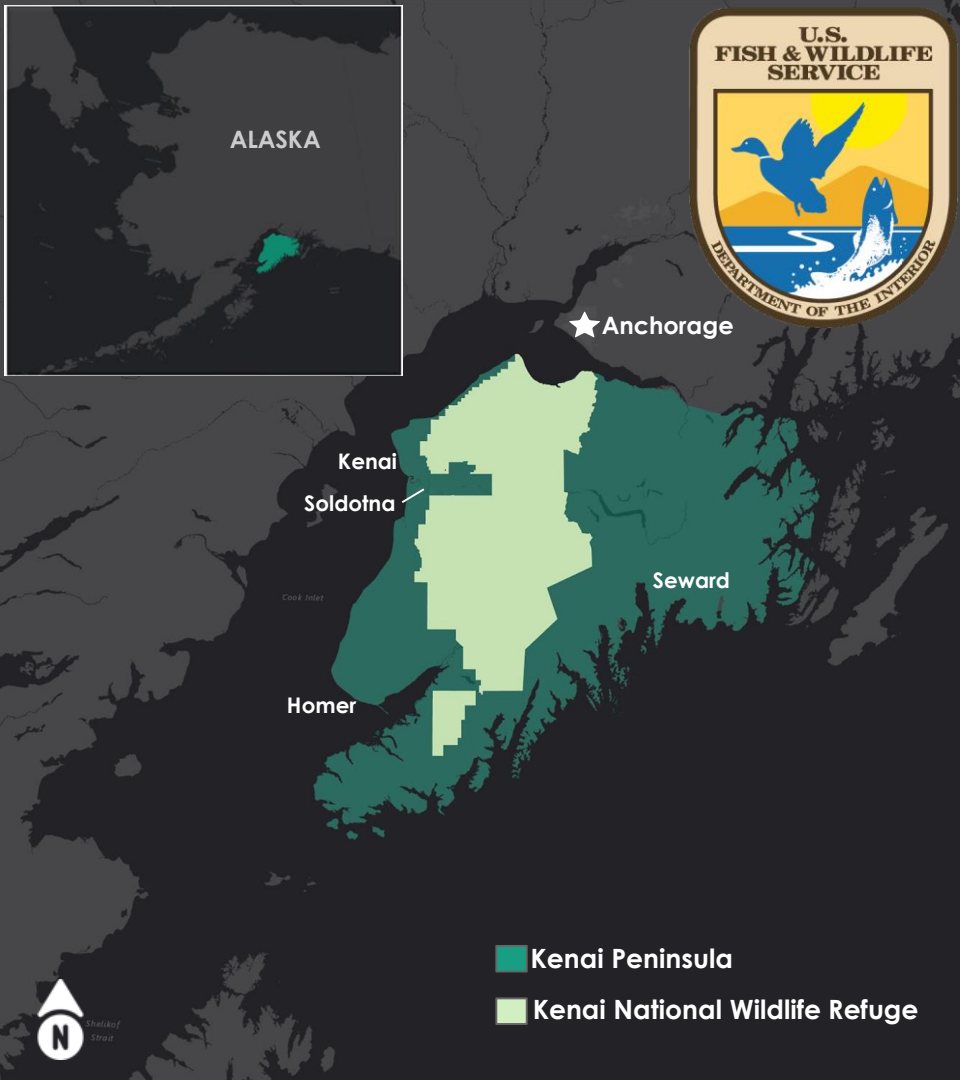 ALASKA
U.S.
FISH & WILDLIFE
SERVICE
DEPARTMENT OF THE INTERIOR
Anchorage
Kenai
Soldotna
Seward
Cook Inlet
Homer
Kenai Peninsula
Kenai National Wildlife Refuge
N
Shelikof
Strait